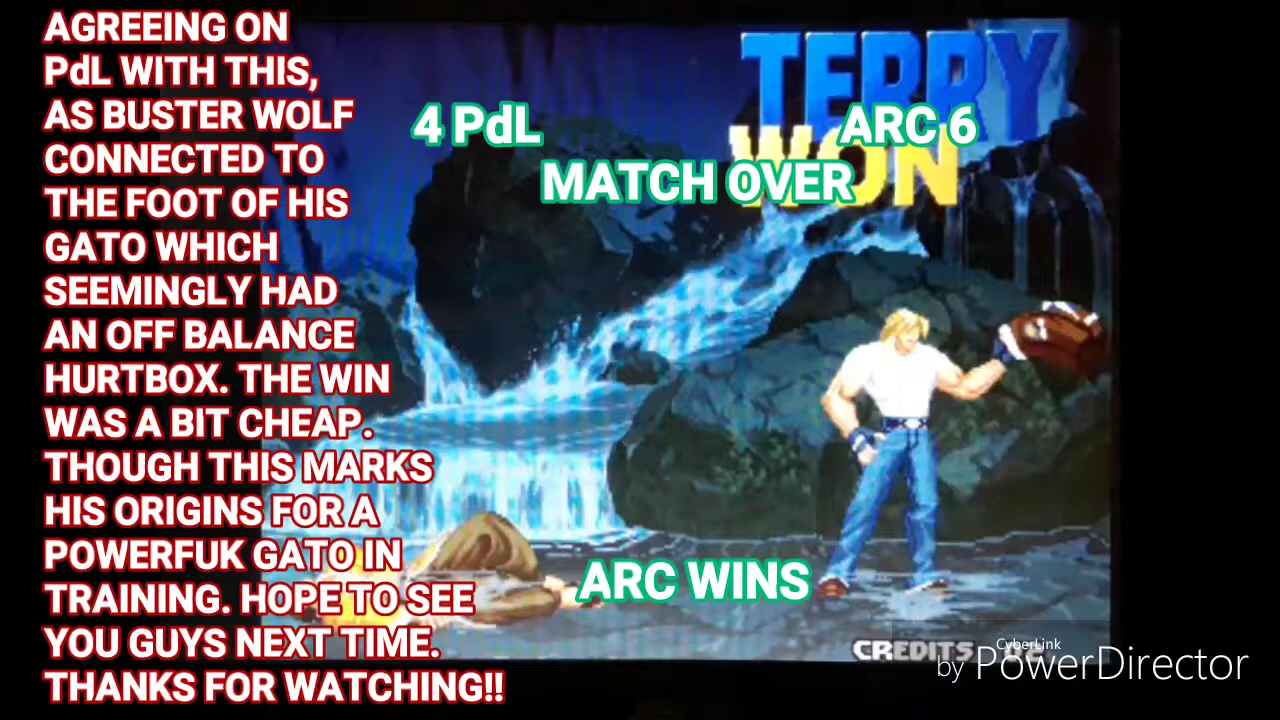 AGREEING ON
PdL WITH THIS,
AS BUSTER WOLF
CONNECTED TO
THE FOOT OF HIS
GATO WHICH
SEEMINGLY HAD
AN OFF BALANCE
HURTBOX. THE WIN
WAS A BIT CHEAP.
THOUGH THIS MARKS
HIS ORIGINS FOR A
POWERFUK GATO IN
TRAINING. HOPE TO SEE
YOU GUYS NEXT TIME.
THANKS FOR WATCHING!!
TERRY
WON
4 PdL
ARC 6
MATCH OVER
ARC WINS
CREDITS
CyberLink
by PowerDirector